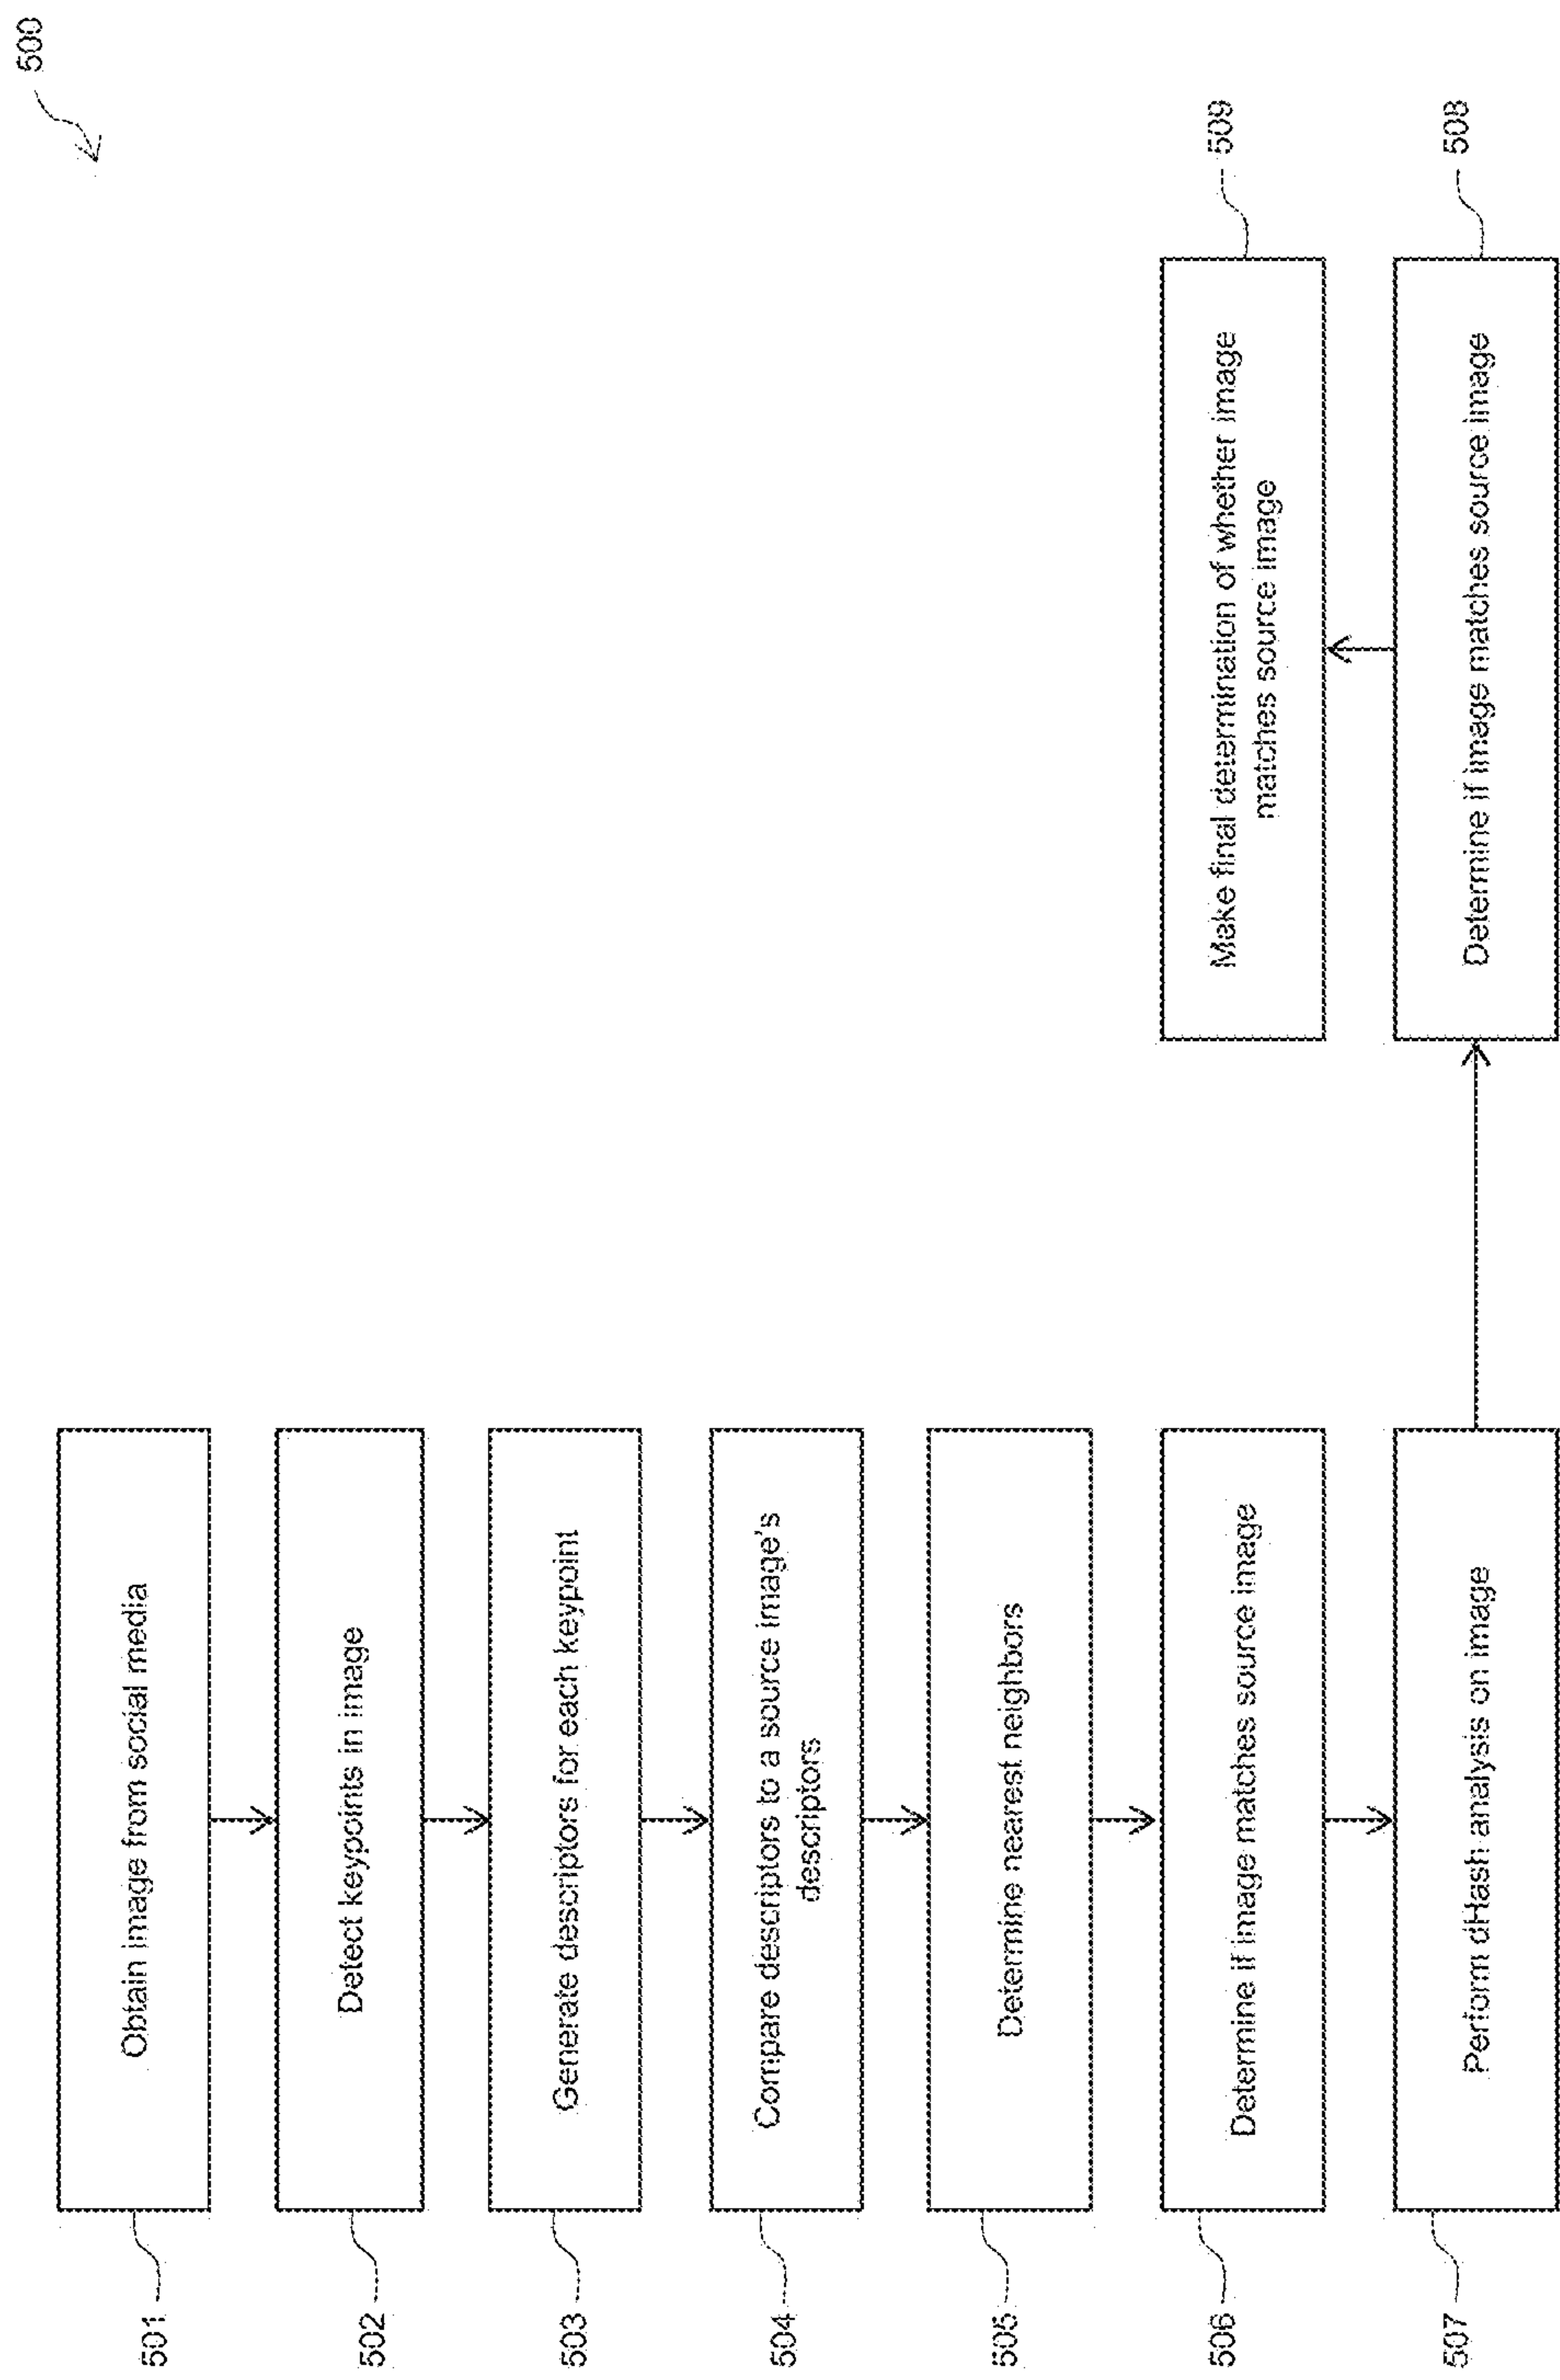 500
501
Obtain image from social media
502
Detect keypoints in image
503
Generate descriptors for each keypoint
504
Compare descriptors to a source image's
descriptors
505
Determine nearest neighbors
506
Determine if image matches source image
507
Perform dHash analysis on image
508
Determine if image matches source image
509
Make final determination of whether image
matches source image